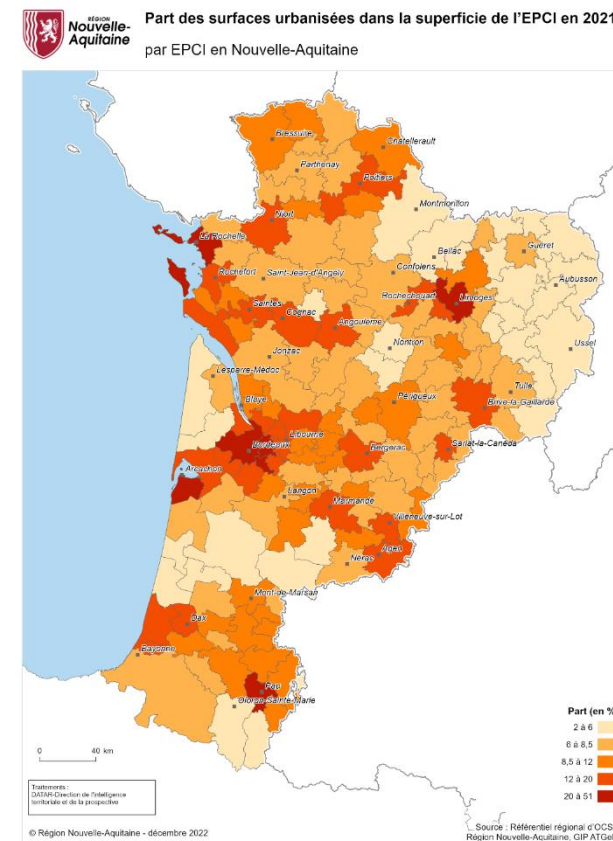 RÉGION
Nouvelle-
Aquitaine
Part des surfaces urbanisées dans la superficie de l'EPCI en 2021
par EPCI en Nouvelle-Aquitaine
Bressuire
Chatellerault
Parthenay
Poitiers
Montmorillon
Niort
La Rochelle
Bellac
Guéret
Rochefort
Saint-Jean-d'Angely
Confolens
Aubusson
Rochechouart
Limoges
Saintes
Cognac
Angoulème
Nontron
Ussel
Jonzac
Lesparre-Medoc
Tulle
Blaye
Périgueux
Brive-la-Gaillarde
Libourne
Bordeaux
Bergerac
Sarlat-la-Canéda
Arcachon
Langon
Marmande
Villeneuve-sur-Lot
Nérac
Agen
Mont-de-Marsan
Dax
Bayonne
Pau
Oloron-Sainte-Marie
Part (en %
2 à 6
6 à 8,5
8,5 à 12
12 à 20
20 à 51
0 40 km
Traitements :
DATAR-Direction de l'intelligence
territoriale et de la prospective
© Région Nouvelle-Aquitaine - décembre 2022
Source : Référentiel régional d'OCS
Région Nouvelle-Aquitaine, GIP ATGe